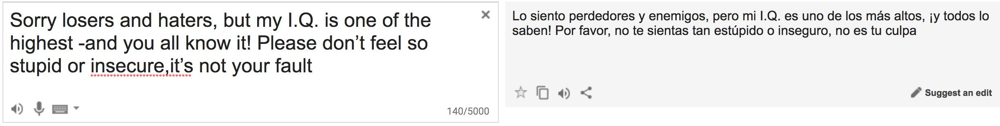 Sorry losers and haters, but my I.Q. is one of the
highest -and you all know it! Please don’t feel so
stupid or insecure,it’s not your fault
140/5000
Lo siento perdedores y enemigos, pero mi I.Q. es uno de los más altos, ¡y todos lo
saben! Por favor, no te sientas tan estúpido o inseguro, no es tu culpa
Suggest an edit